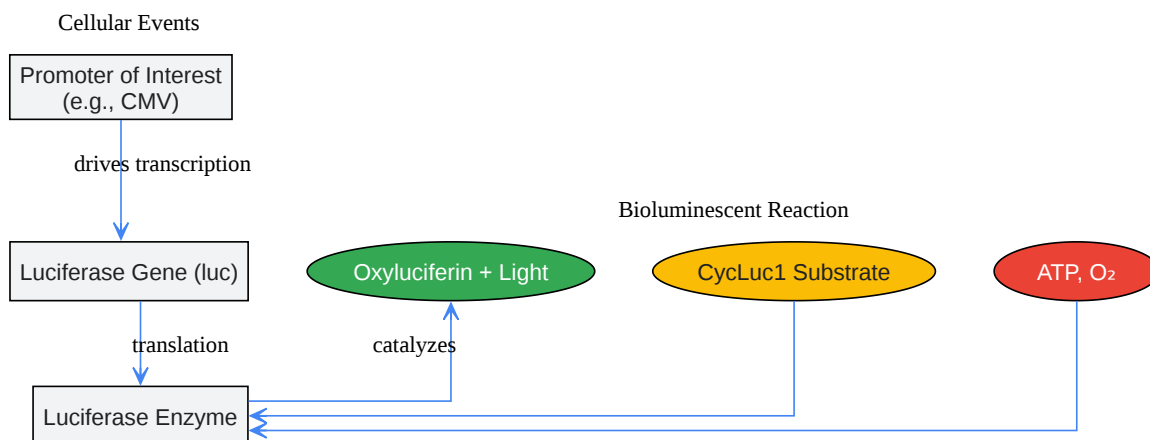 Cellular Events
Promoter of Interest
(e.g., CMV)
drives transcription
Bioluminescent Reaction
Luciferase Gene (luc)
Oxyluciferin + Light
CycLuc1 Substrate
ATP, O₂
translation
catalyzes
Luciferase Enzyme